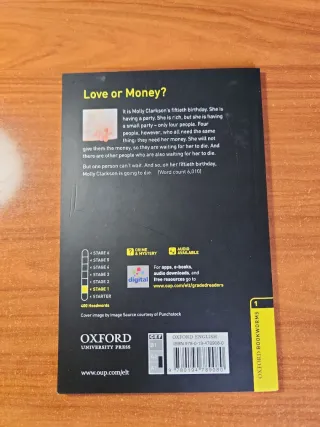 Love or Money?
It is Molly Clarkson's fiftieth birthday. She is
having a party. She is rich, but she is having
a small party – only four people. Four
people, however, who all need the same
thing: they need her money. She will not
give them the money, so they are waiting for her to die. And
there are other people who are also waiting for her to die.
But one person can't wait. And so, on her fiftieth birthday,
Molly Clarkson is going to die. [Word count 6,010]
• STAGE 6
• STAGE 5
• STAGE 4
• STAGE 3
• STAGE 2
• STAGE 1
• STARTER
400 Headwords
CRIME
& MYSTERY
AUDIO
AVAILABLE
digital
For apps, e-books,
audio downloads, and
free resources go to
www.oup.com/elt/gradedreaders
Cover image by Image Source courtesy of Punchstock
OXFORD
UNIVERSITY PRESS
www.oup.com/elt
OXFORD ENGLISH
1
OXFORD BOOKWORMS